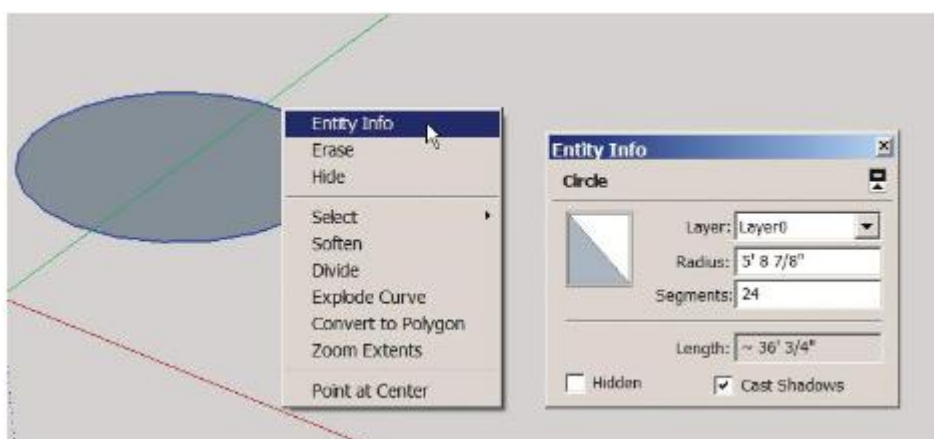 Entity Info
Erase
Hide
Select
Soften
Divide
Explode Curve
Convert to Polygon
Zoom Extents
Point at Center
Entity Info
Circle
Layer: Layer0
Radius: 5' 8 7/8"
Segments: 24
Length: ~ 36' 3/4"
Hidden Cast Shadows